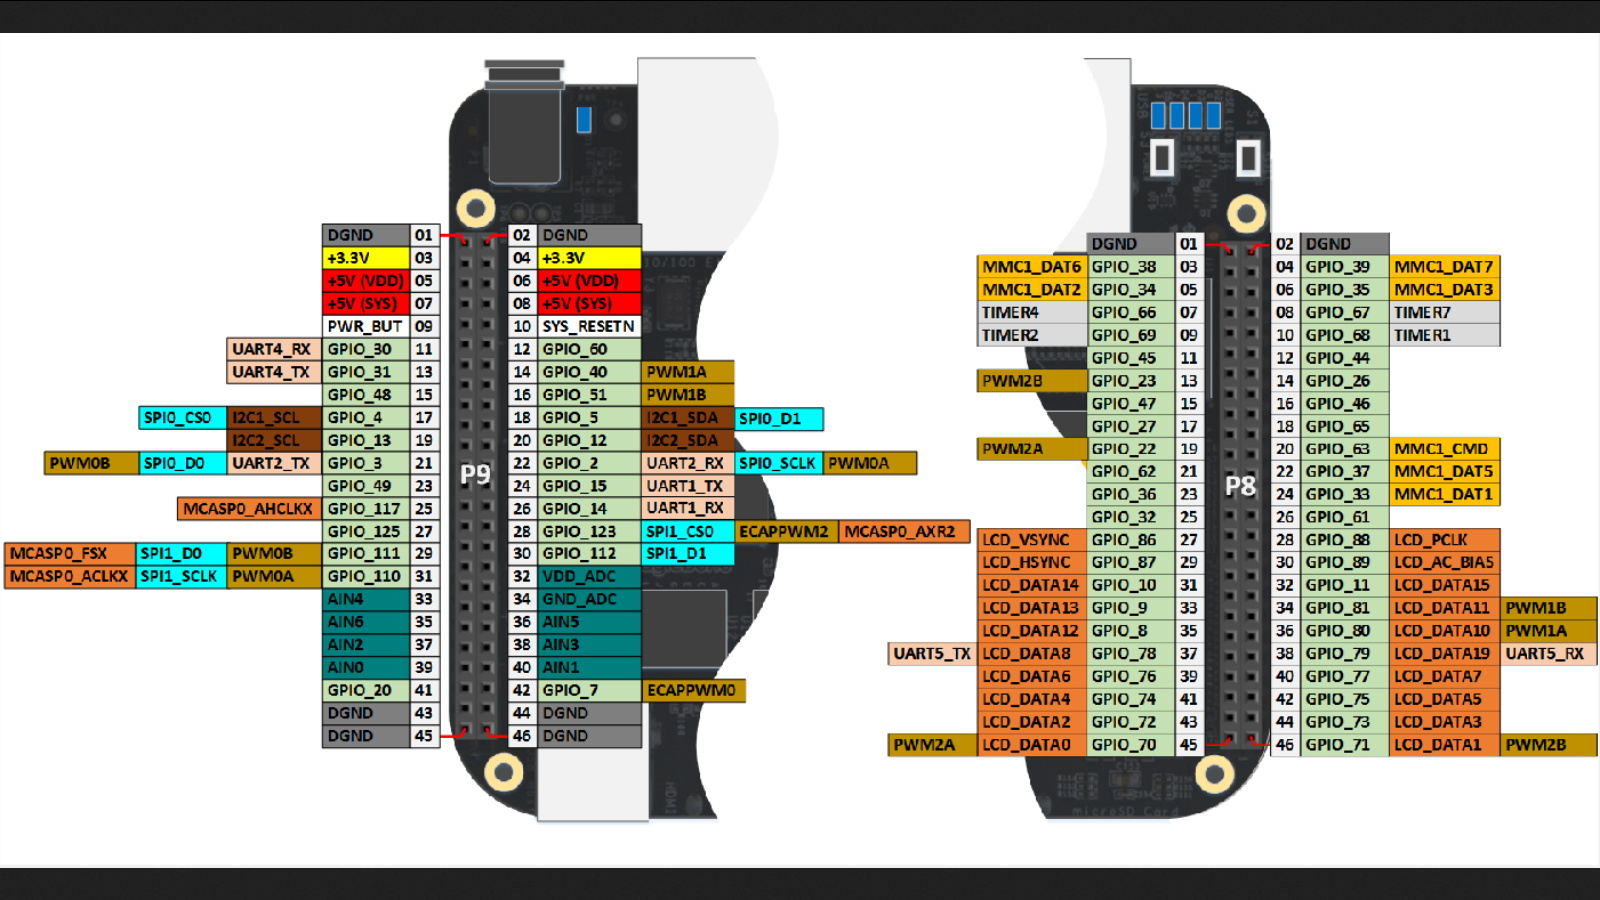 DGND 01 02 DGND
+3.3V 03 04 +3.3V
+5V (VDD) 05 06 +5V (VDD)
+5V (SYS) 07 08 +5V (SYS)
PWR_BUT 09 10 SYS_RESETN
UART4_RX GPIO_30 11 12 GPIO_60
UART4_TX GPIO_31 13 14 GPIO_40 PWM1A
GPIO_48 15 16 GPIO_51 PWM1B
SPI0_CS0 I2C1_SCL GPIO_4 17 18 GPIO_5 I2C1_SDA SPI0_D1
I2C2_SCL GPIO_13 19 20 GPIO_12 I2C2_SDA
PWM0B SPI0_D0 UART2_TX GPIO_3 21 22 GPIO_2 UART2_RX SPI0_SCLK PWM0A
P9
GPIO_49 23 24 GPIO_15 UART1_TX
MCASP0_AHCLKX GPIO_117 25 26 GPIO_14 UART1_RX
GPIO_125 27 28 GPIO_123 SPI1_CS0 ECAPPWM2 MCASP0_AXR2
MCASP0_FSX SPI1_D0 PWM0B GPIO_111 29 30 GPIO_112 SPI1_D1
MCASP0_ACLKX SPI1_SCLK PWM0A GPIO_110 31 32 VDD_ADC
AIN4 33 34 GND_ADC
AIN6 35 36 AIN5
AIN2 37 38 AIN3
AIN0 39 40 AIN1
GPIO_20 41 42 GPIO_7 ECAPPWM0
DGND 43 44 DGND
DGND 45 46 DGND
HDMI
USB
S1
DGND 01 02 DGND
MMC1_DAT6 GPIO_38 03 04 GPIO_39 MMC1_DAT7
MMC1_DAT2 GPIO_34 05 06 GPIO_35 MMC1_DAT3
TIMER4 GPIO_66 07 08 GPIO_67 TIMER7
TIMER2 GPIO_69 09 10 GPIO_68 TIMER1
GPIO_45 11 12 GPIO_44
PWM2B GPIO_23 13 14 GPIO_26
GPIO_47 15 16 GPIO_46
GPIO_27 17 18 GPIO_65
PWM2A GPIO_22 19 20 GPIO_63 MMC1_CMD
GPIO_62 21 22 GPIO_37 MMC1_DAT5
P8
GPIO_36 23 24 GPIO_33 MMC1_DAT1
GPIO_32 25 26 GPIO_61
LCD_VSYNC GPIO_86 27 28 GPIO_88 LCD_PCLK
LCD_HSYNC GPIO_87 29 30 GPIO_89 LCD_AC_BIAS
LCD_DATA14 GPIO_10 31 32 GPIO_11 LCD_DATA15
LCD_DATA13 GPIO_9 33 34 GPIO_81 LCD_DATA11 PWM1B
LCD_DATA12 GPIO_8 35 36 GPIO_80 LCD_DATA10 PWM1A
UART5_TX LCD_DATA8 GPIO_78 37 38 GPIO_79 LCD_DATA19 UART5_RX
LCD_DATA6 GPIO_76 39 40 GPIO_77 LCD_DATA7
LCD_DATA4 GPIO_74 41 42 GPIO_75 LCD_DATA5
LCD_DATA2 GPIO_72 43 44 GPIO_73 LCD_DATA3
PWM2A LCD_DATA0 GPIO_70 45 46 GPIO_71 LCD_DATA1 PWM2B
microSD Card